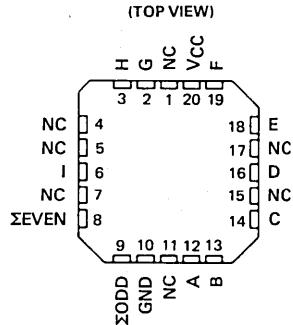 (TOP VIEW)
H G NC VCC F
3 2 1 20 19
NC 4
NC 5
I 6
NC 7
ΣEVEN 8
18 E
17 NC
16 D
15 NC
14 C
9 10 11 12 13
ΣODD GND NC A B